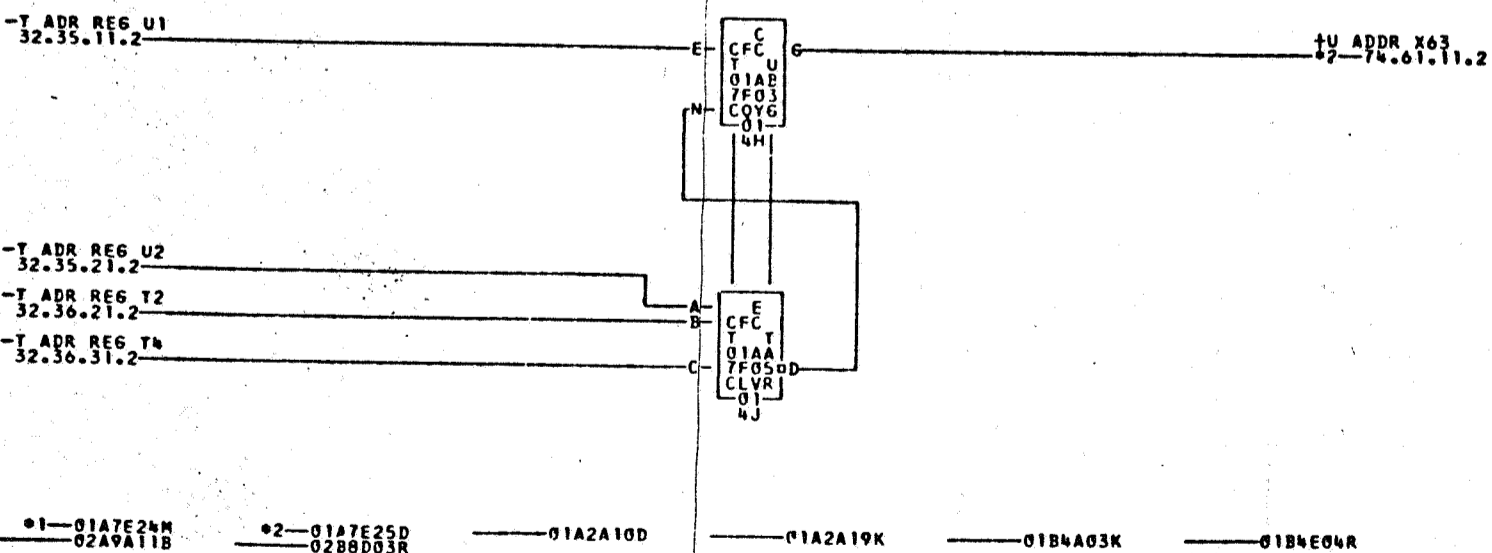 -T ADR REG U1
32.35.11.2
E
N
C
CFC
T U
01AB
7F03
CQYG
01
4H
G
+U ADDR X63
*2—74.61.11.2
-T ADR REG U2
32.35.21.2
-T ADR REG T2
32.36.21.2
-T ADR REG T4
32.36.31.2
A
B
C
E
CFC
T T
01AA
7F05
CLVR
01
4J
D
*1—01A7E24M
02A9A11B
*2—01A7E25D
02B8D03R
01A2A10D
01A2A19K
01B4A03K
01B4E04R